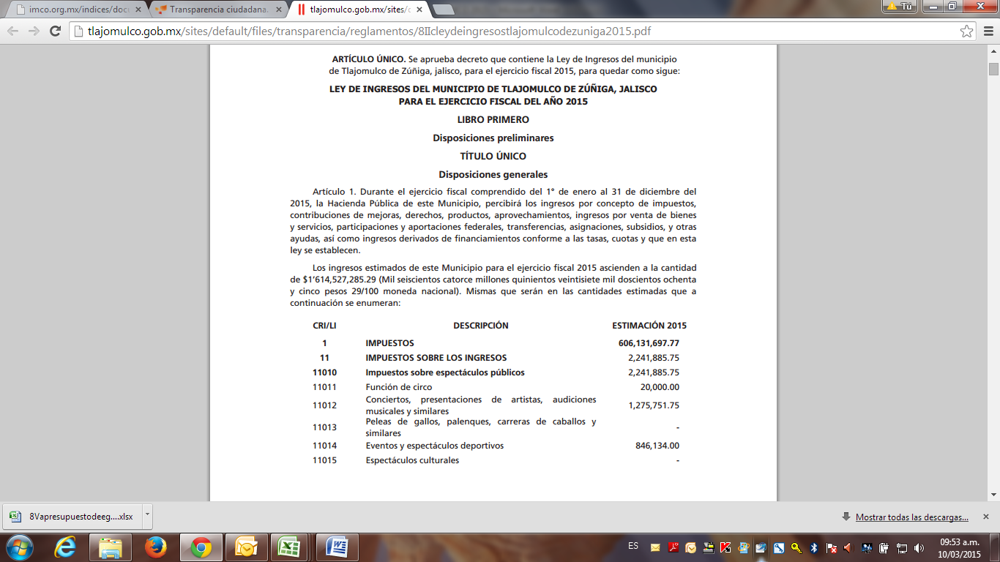 imco.org.mx/indices/docu
Transparencia ciudadana.
tlajomulco.gob.mx/sites/d
Tú
tlajomulco.gob.mx/sites/default/files/transparencia/reglamentos/8IIcleydeingresostlajomulcodezuniga2015.pdf
ARTÍCULO ÚNICO. Se aprueba decreto que contiene la Ley de Ingresos del municipio
de Tlajomulco de Zúñiga, jalisco, para el ejercicio fiscal 2015, para quedar como sigue:
LEY DE INGRESOS DEL MUNICIPIO DE TLAJOMULCO DE ZÚÑIGA, JALISCO
PARA EL EJERCICIO FISCAL DEL AÑO 2015
LIBRO PRIMERO
Disposiciones preliminares
TÍTULO ÚNICO
Disposiciones generales
Artículo 1. Durante el ejercicio fiscal comprendido del 1° de enero al 31 de diciembre del
2015, la Hacienda Pública de este Municipio, percibirá los ingresos por concepto de impuestos,
contribuciones de mejoras, derechos, productos, aprovechamientos, ingresos por venta de bienes
y servicios, participaciones y aportaciones federales, transferencias, asignaciones, subsidios, y otras
ayudas, así como ingresos derivados de financiamientos conforme a las tasas, cuotas y que en esta
ley se establecen.
Los ingresos estimados de este Municipio para el ejercicio fiscal 2015 ascienden a la cantidad
de $1’614,527,285.29 (Mil seiscientos catorce millones quinientos veintisiete mil doscientos ochenta
y cinco pesos 29/100 moneda nacional). Mismas que serán en las cantidades estimadas que a
continuación se enumeran:
CRI/LI DESCRIPCIÓN ESTIMACIÓN 2015
1 IMPUESTOS 606,131,697.77
11 IMPUESTOS SOBRE LOS INGRESOS 2,241,885.75
11010 Impuestos sobre espectáculos públicos 2,241,885.75
11011 Función de circo 20,000.00
11012 Conciertos, presentaciones de artistas, audiciones musicales y similares 1,275,751.75
11013 Peleas de gallos, palenques, carreras de caballos y similares -
11014 Eventos y espectáculos deportivos 846,134.00
11015 Espectáculos culturales -
8Vapresupuestodeeg....xlsx
Mostrar todas las descargas...
ES
09:53 a.m.
10/03/2015